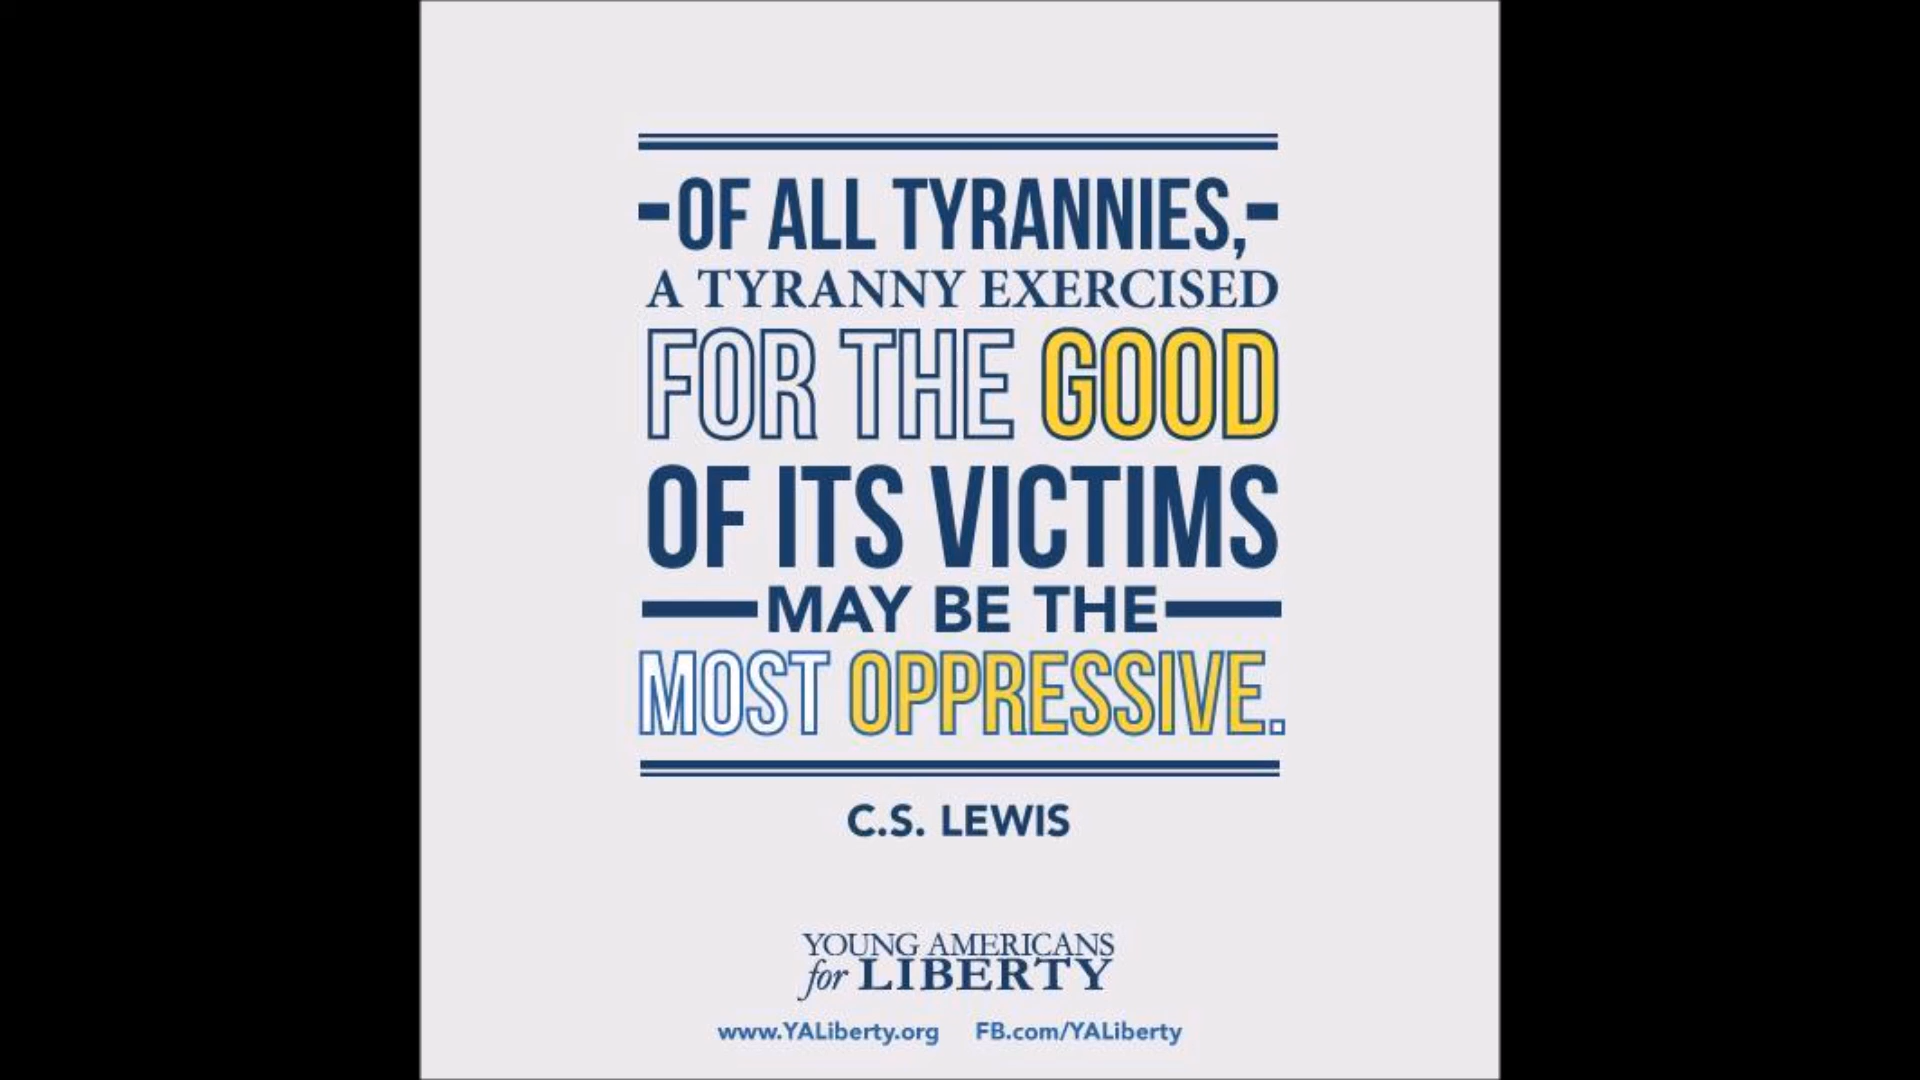 -OF ALL TYRANNIES,-
A TYRANNY EXERCISED
FOR THE GOOD
OF ITS VICTIMS
MAY BE THE
MOST OPPRESSIVE.
C.S. LEWIS
YOUNG AMERICANS
for LIBERTY
www.YALiberty.org FB.com/YALiberty